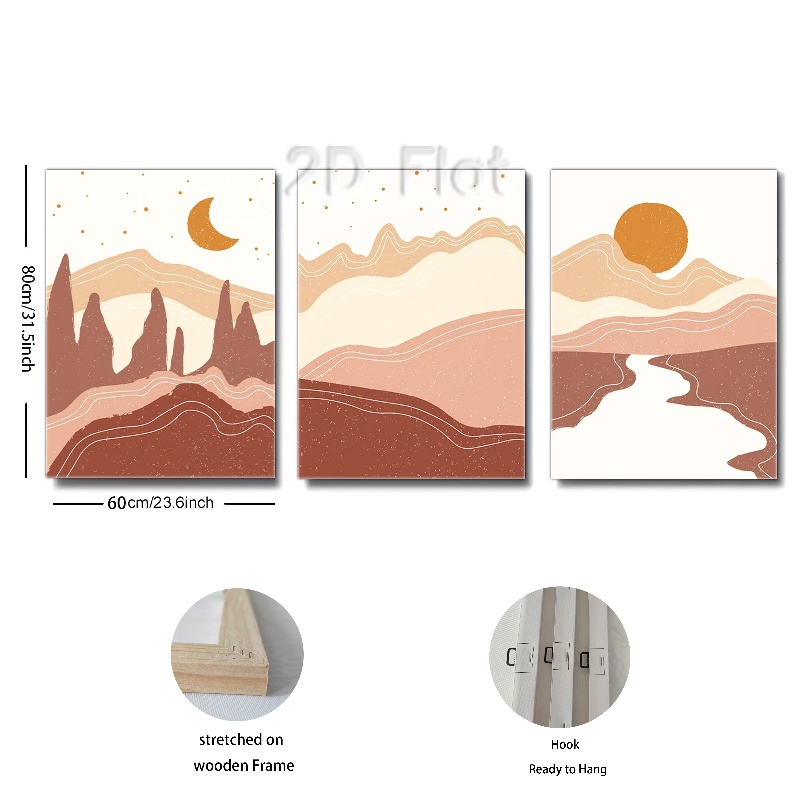 2D Flat
80cm/31.5inch
60cm/23.6inch
stretched on
wooden Frame
Hook
Ready to Hang